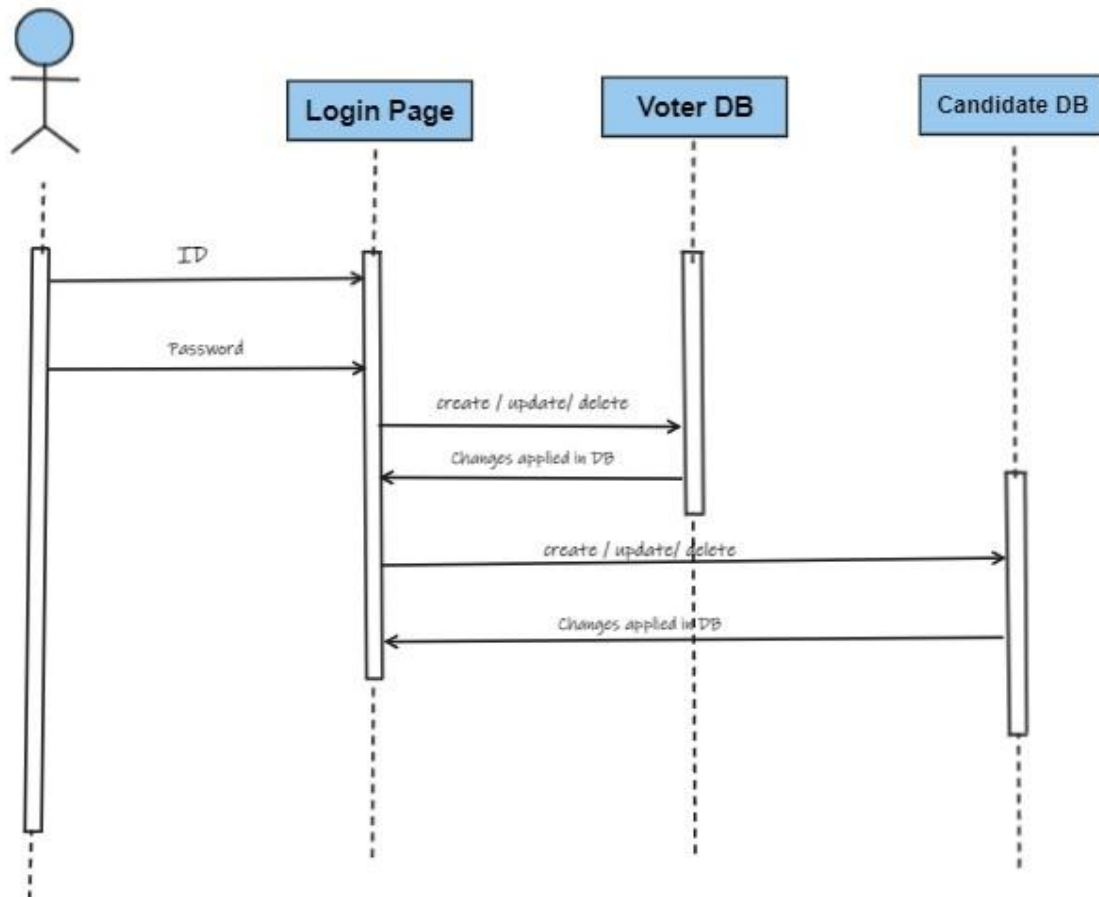 Login Page
Voter DB
Candidate DB
ID
Password
create / update/ delete
Changes applied in DB
create / update/ delete
Changes applied in DB